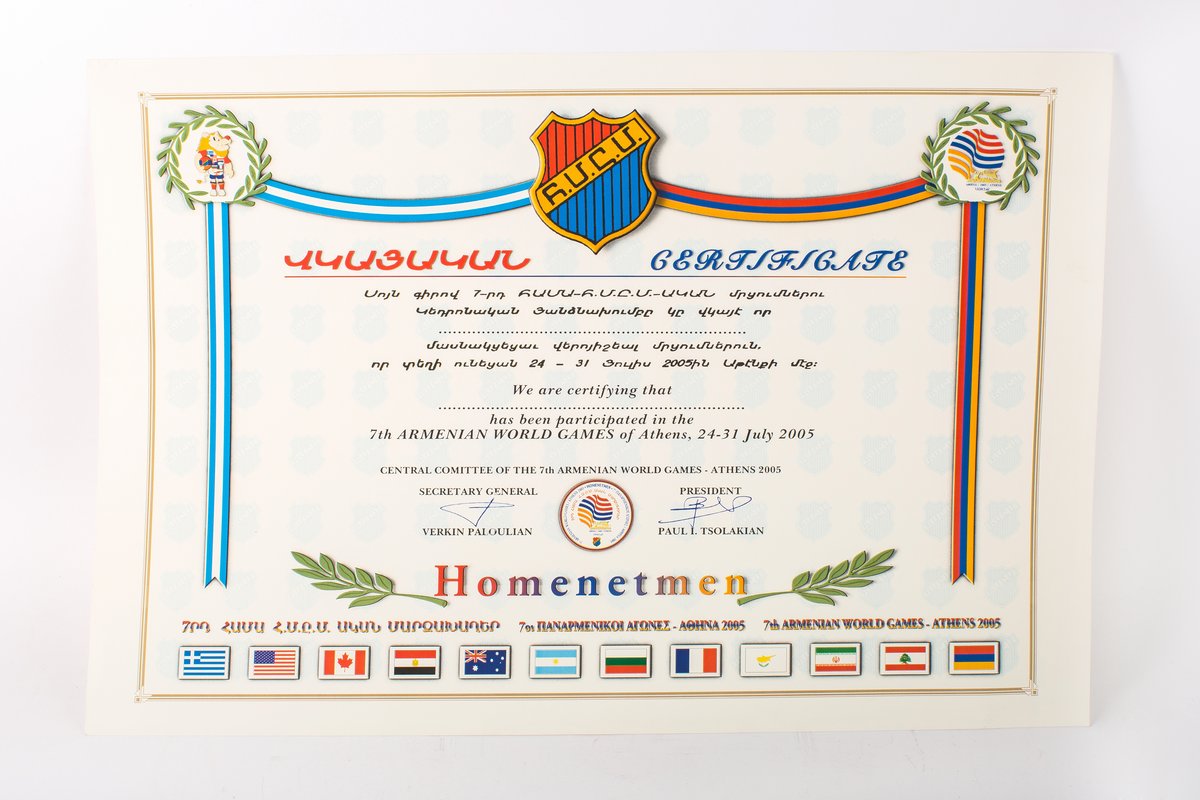 Հ.Մ.Ը.Մ.
ՎԿԱՅԱԿԱՆ
CERTIFICATE
Սոյն գիրով 7-րդ ՀԱՄԱ-Հ.Մ.Ը.Մ.-ԱԿԱՆ մրցումներու
Կեդրոնական Յանձնախումբը կը վկայէ որ
................................................................
մասնակցեցաւ վերոյիշեալ մրցումներուն,
որ տեղի ունեցան 24 - 31 Յուլիս 2005ին Աթէնքի մէջ։
We are certifying that
................................................................
has been participated in the
7th ARMENIAN WORLD GAMES of Athens, 24-31 July 2005
CENTRAL COMITTEE OF THE 7th ARMENIAN WORLD GAMES - ATHENS 2005
SECRETARY GENERAL
PRESIDENT
VERKIN PALOULIAN
PAUL I. TSOLAKIAN
Homenetmen
7ՐԴ ՀԱՄԱ Հ.Մ.Ը.Մ. ԱԿԱՆ ՄԱՐԶԱԽԱՂԵՐ
7οι ΠΑΝΑΡΜΕΝΙΚΟΙ ΑΓΩΝΕΣ - ΑΘΗΝΑ 2005
7th ARMENIAN WORLD GAMES - ATHENS 2005